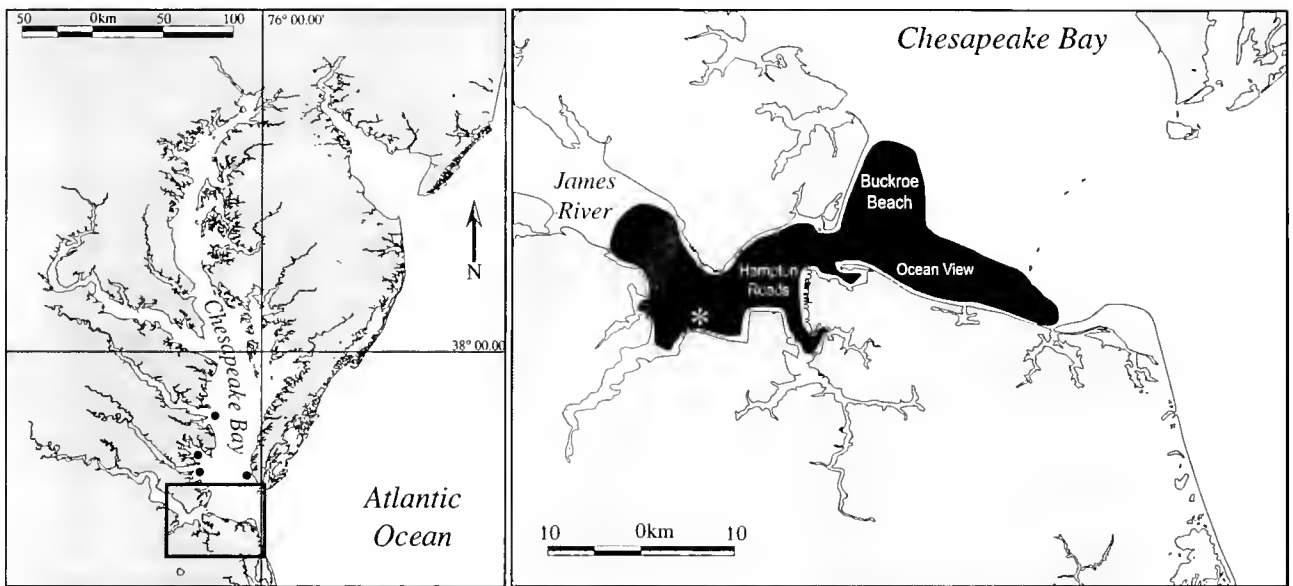 50 0km 50 100
76° 00.00'
N
Chesapeake Bay
38° 00.00
Atlantic
Ocean
Chesapeake Bay
James
River
Buckroe
Beach
Hampton
Roads
Ocean View
*
10 0km 10